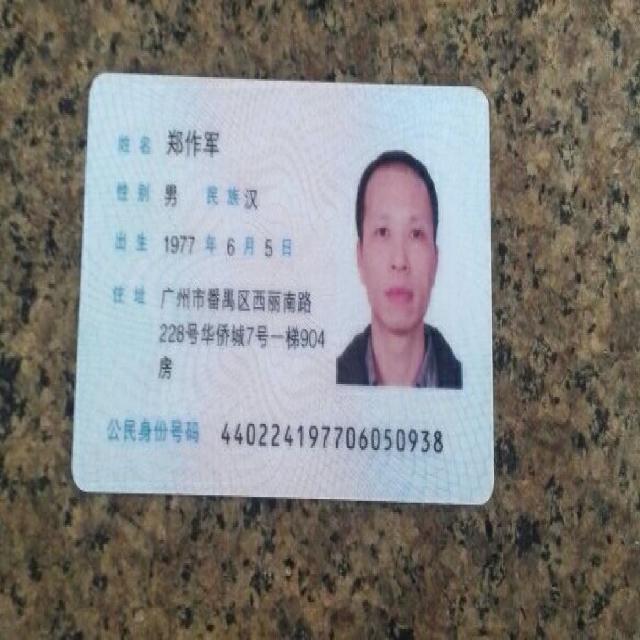 姓名 郑作军
性别 男 民族 汉
出生 1977 年 6 月 5 日
住址 广州市番禺区西丽南路
228号华侨城7号一梯904
房
公民身份号码 440224197706050938